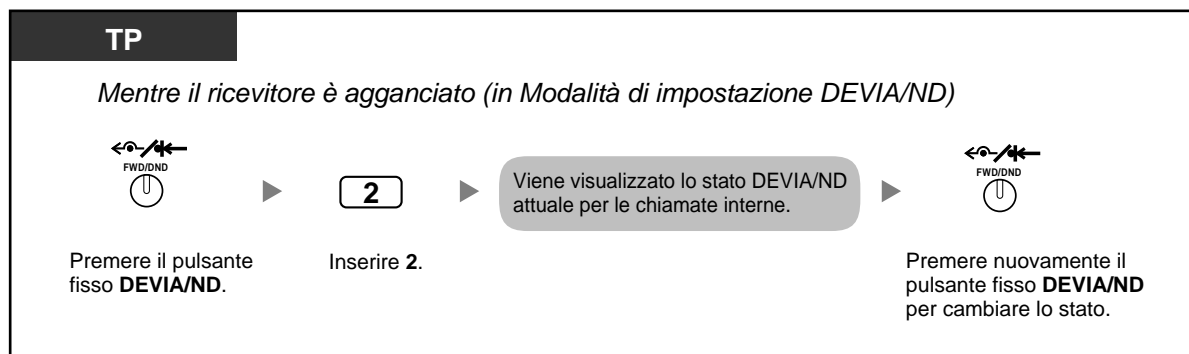 TP
Mentre il ricevitore è agganciato (in Modalità di impostazione DEVIA/ND)
FWD/DND
Premere il pulsante
fisso DEVIA/ND.
2
Inserire 2.
Viene visualizzato lo stato DEVIA/ND
attuale per le chiamate interne.
FWD/DND
Premere nuovamente il
pulsante fisso DEVIA/ND
per cambiare lo stato.